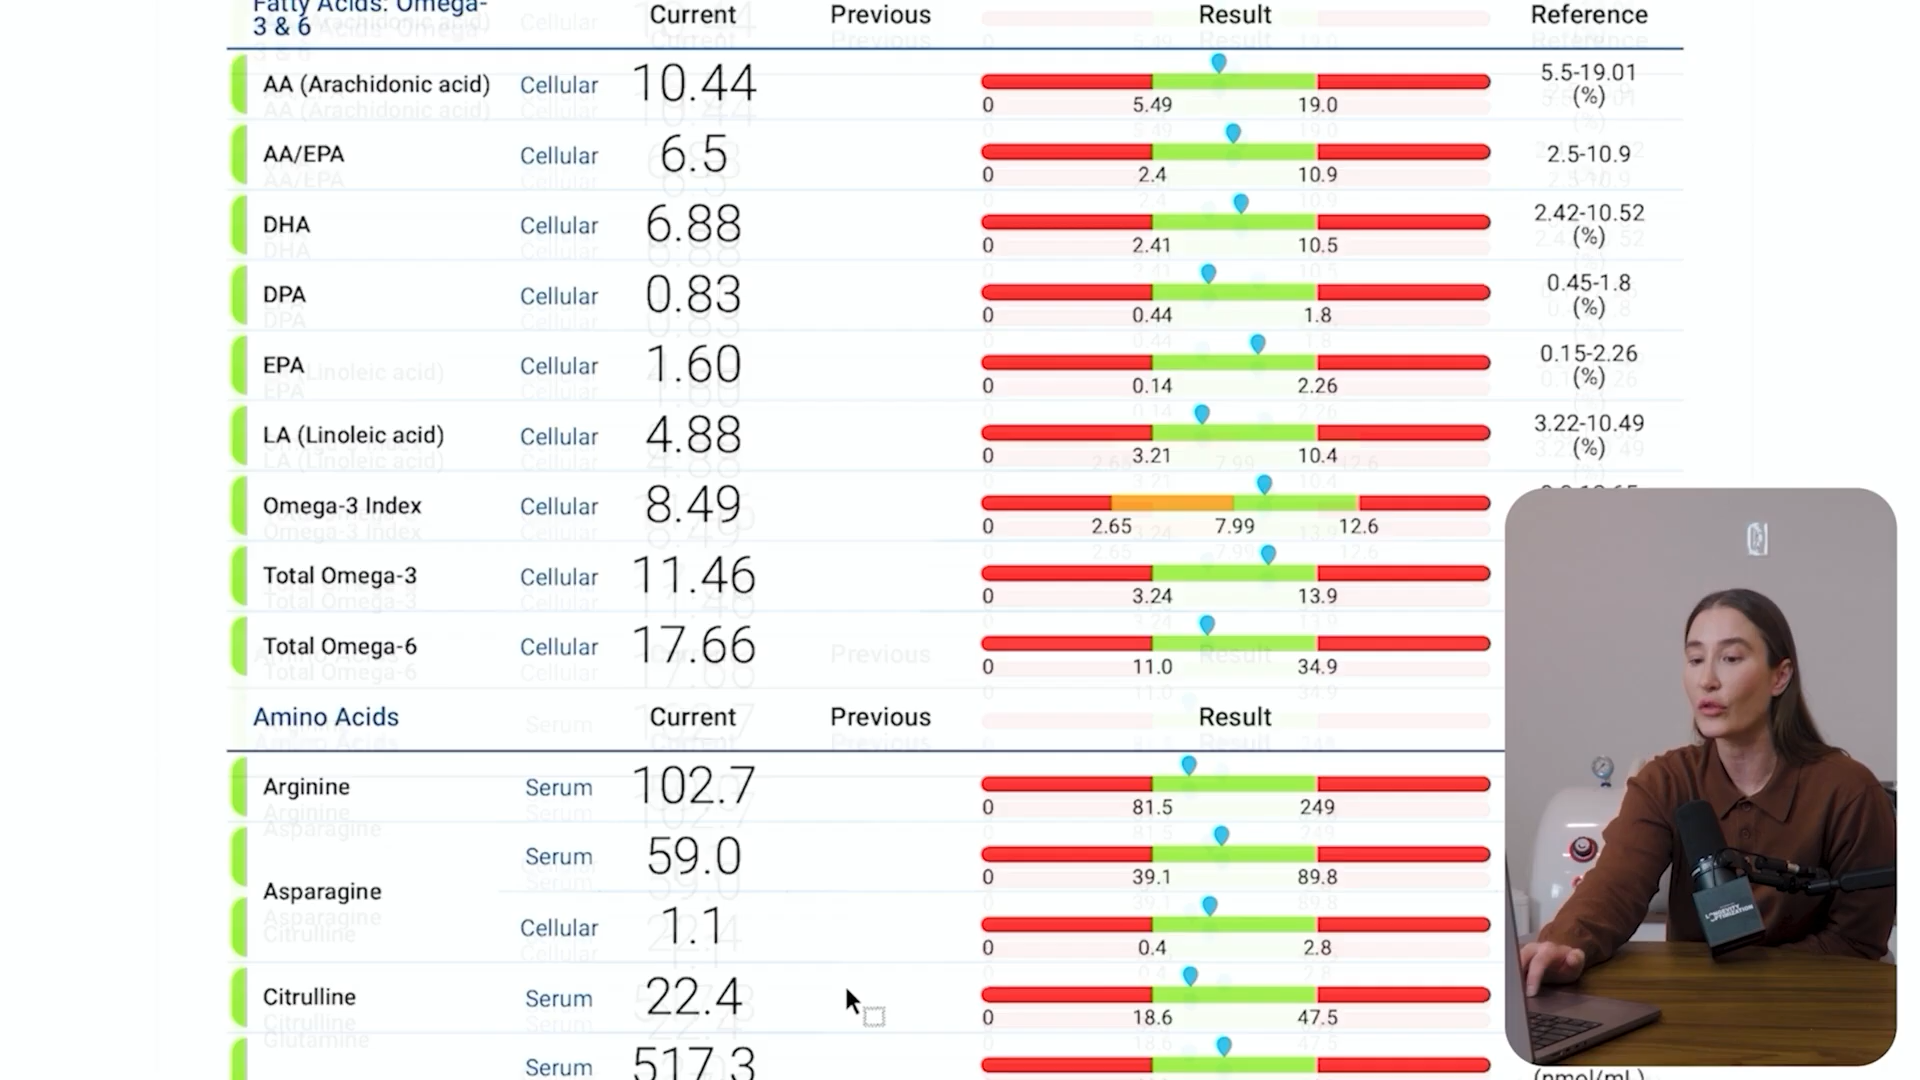 Fatty Acids: Omega-
3 & 6
Current Previous Result Reference
AA (Arachidonic acid) Cellular 10.44 5.5-19.01
(%)
0 5.49 19.0
AA/EPA Cellular 6.5 2.5-10.9
0 2.4 10.9
DHA Cellular 6.88 2.42-10.52
(%)
0 2.41 10.5
DPA Cellular 0.83 0.45-1.8
(%)
0 0.44 1.8
EPA Cellular 1.60 0.15-2.26
(%)
0 0.14 2.26
LA (Linoleic acid) Cellular 4.88 3.22-10.49
(%)
0 3.21 10.4
Omega-3 Index Cellular 8.49
0 2.65 7.99 12.6
Total Omega-3 Cellular 11.46
0 3.24 13.9
Total Omega-6 Cellular 17.66
0 11.0 34.9
Amino Acids Current Previous Result
Arginine Serum 102.7
0 81.5 249
Serum 59.0
0 39.1 89.8
Asparagine
Cellular 1.1
0 0.4 2.8
Citrulline Serum 22.4
0 18.6 47.5
Serum 517.3
(nmol/mL)
LONGEVITY
OPTIMIZATION